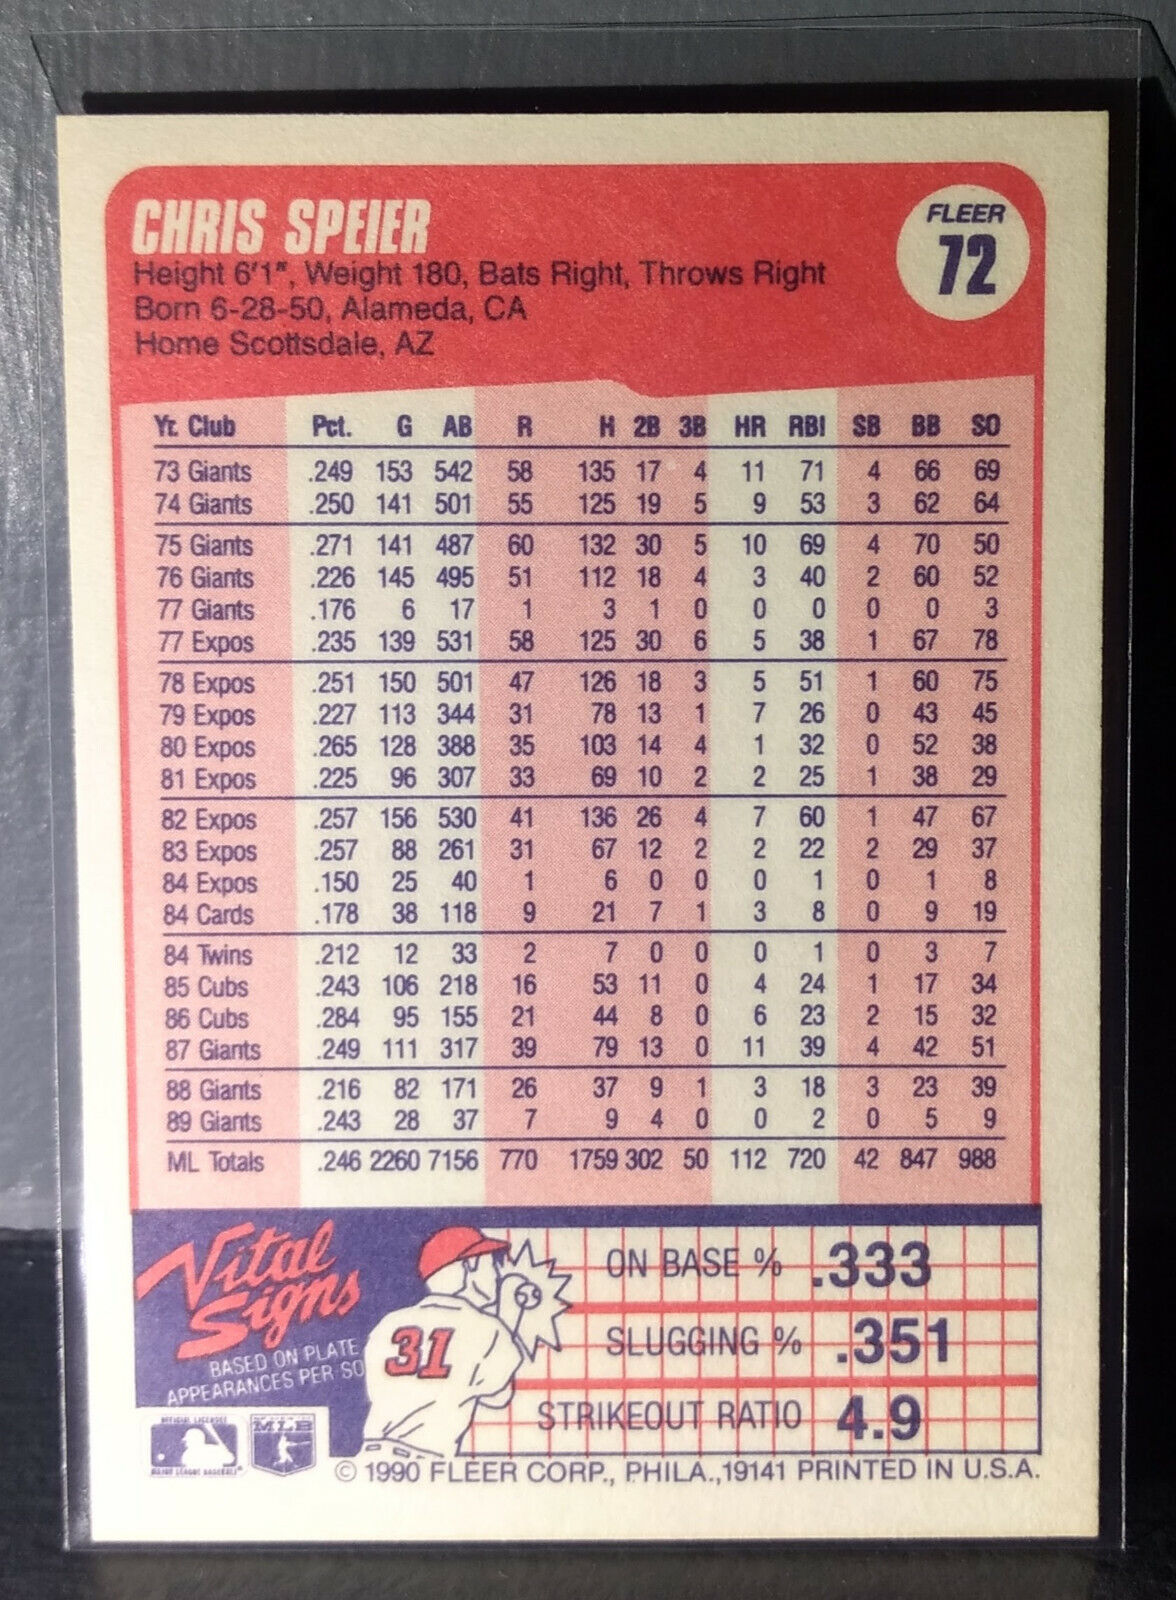 CHRIS SPEIER
FLEER
72
Height 6'1", Weight 180, Bats Right, Throws Right
Born 6-28-50, Alameda, CA
Home Scottsdale, AZ
Yr. Club Pct. G AB R H 2B 3B HR RBI SB BB SO
73 Giants .249 153 542 58 135 17 4 11 71 4 66 69
74 Giants .250 141 501 55 125 19 5 9 53 3 62 64
75 Giants .271 141 487 60 132 30 5 10 69 4 70 50
76 Giants .226 145 495 51 112 18 4 3 40 2 60 52
77 Giants .176 6 17 1 3 1 0 0 0 0 0 3
77 Expos .235 139 531 58 125 30 6 5 38 1 67 78
78 Expos .251 150 501 47 126 18 3 5 51 1 60 75
79 Expos .227 113 344 31 78 13 1 7 26 0 43 45
80 Expos .265 128 388 35 103 14 4 1 32 0 52 38
81 Expos .225 96 307 33 69 10 2 2 25 1 38 29
82 Expos .257 156 530 41 136 26 4 7 60 1 47 67
83 Expos .257 88 261 31 67 12 2 2 22 2 29 37
84 Expos .150 25 40 1 6 0 0 0 1 0 1 8
84 Cards .178 38 118 9 21 7 1 3 8 0 9 19
84 Twins .212 12 33 2 7 0 0 0 1 0 3 7
85 Cubs .243 106 218 16 53 11 0 4 24 1 17 34
86 Cubs .284 95 155 21 44 8 0 6 23 2 15 32
87 Giants .249 111 317 39 79 13 0 11 39 4 42 51
88 Giants .216 82 171 26 37 9 1 3 18 3 23 39
89 Giants .243 28 37 7 9 4 0 0 2 0 5 9
ML Totals .246 2260 7156 770 1759 302 50 112 720 42 847 988
Vital
Signs
BASED ON PLATE
APPEARANCES PER SO
31
ON BASE % .333
SLUGGING % .351
STRIKEOUT RATIO 4.9
OFFICIAL LICENSEE
MAJOR LEAGUE BASEBALL
MLB
© 1990 FLEER CORP., PHILA.,19141 PRINTED IN U.S.A.